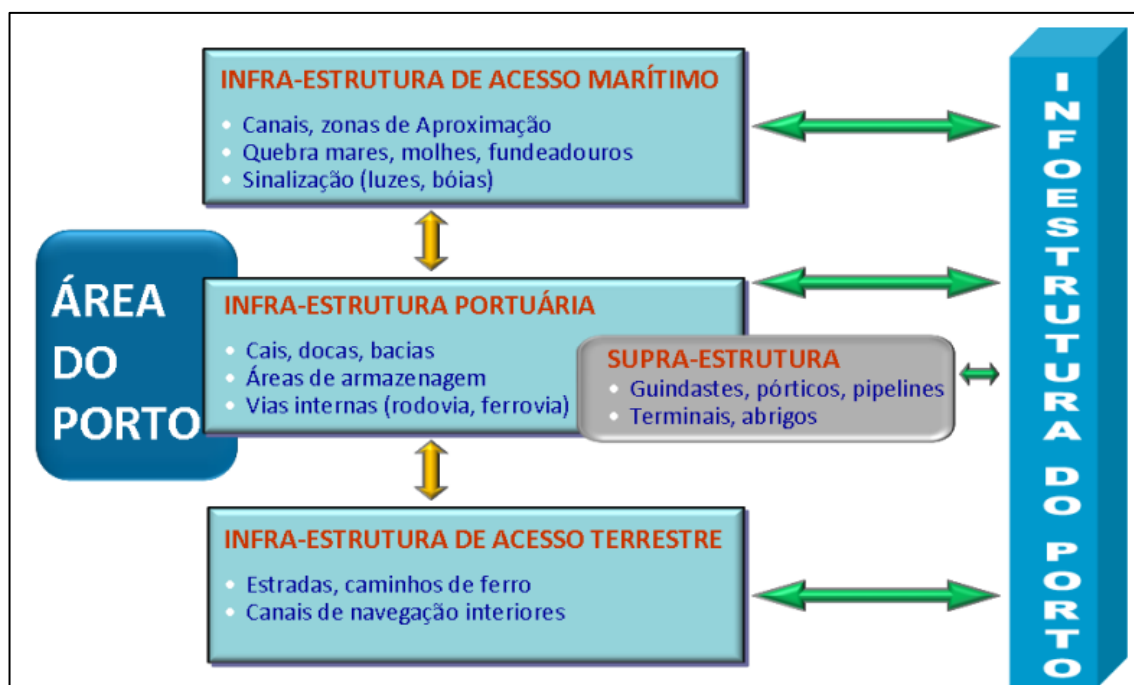 INFRA-ESTRUTURA DE ACESSO MARÍTIMO
• Canais, zonas de Aproximação
• Quebra mares, molhes, fundeadouros
• Sinalização (luzes, bóias)
ÁREA
DO
PORTO
INFRA-ESTRUTURA PORTUÁRIA
• Cais, docas, bacias
• Áreas de armazenagem
• Vias internas (rodovia, ferrovia)
SUPRA-ESTRUTURA
• Guindastes, pórticos, pipelines
• Terminais, abrigos
INFRA-ESTRUTURA DE ACESSO TERRESTRE
• Estradas, caminhos de ferro
• Canais de navegação interiores
INFOESTRUTURA DO PORTO